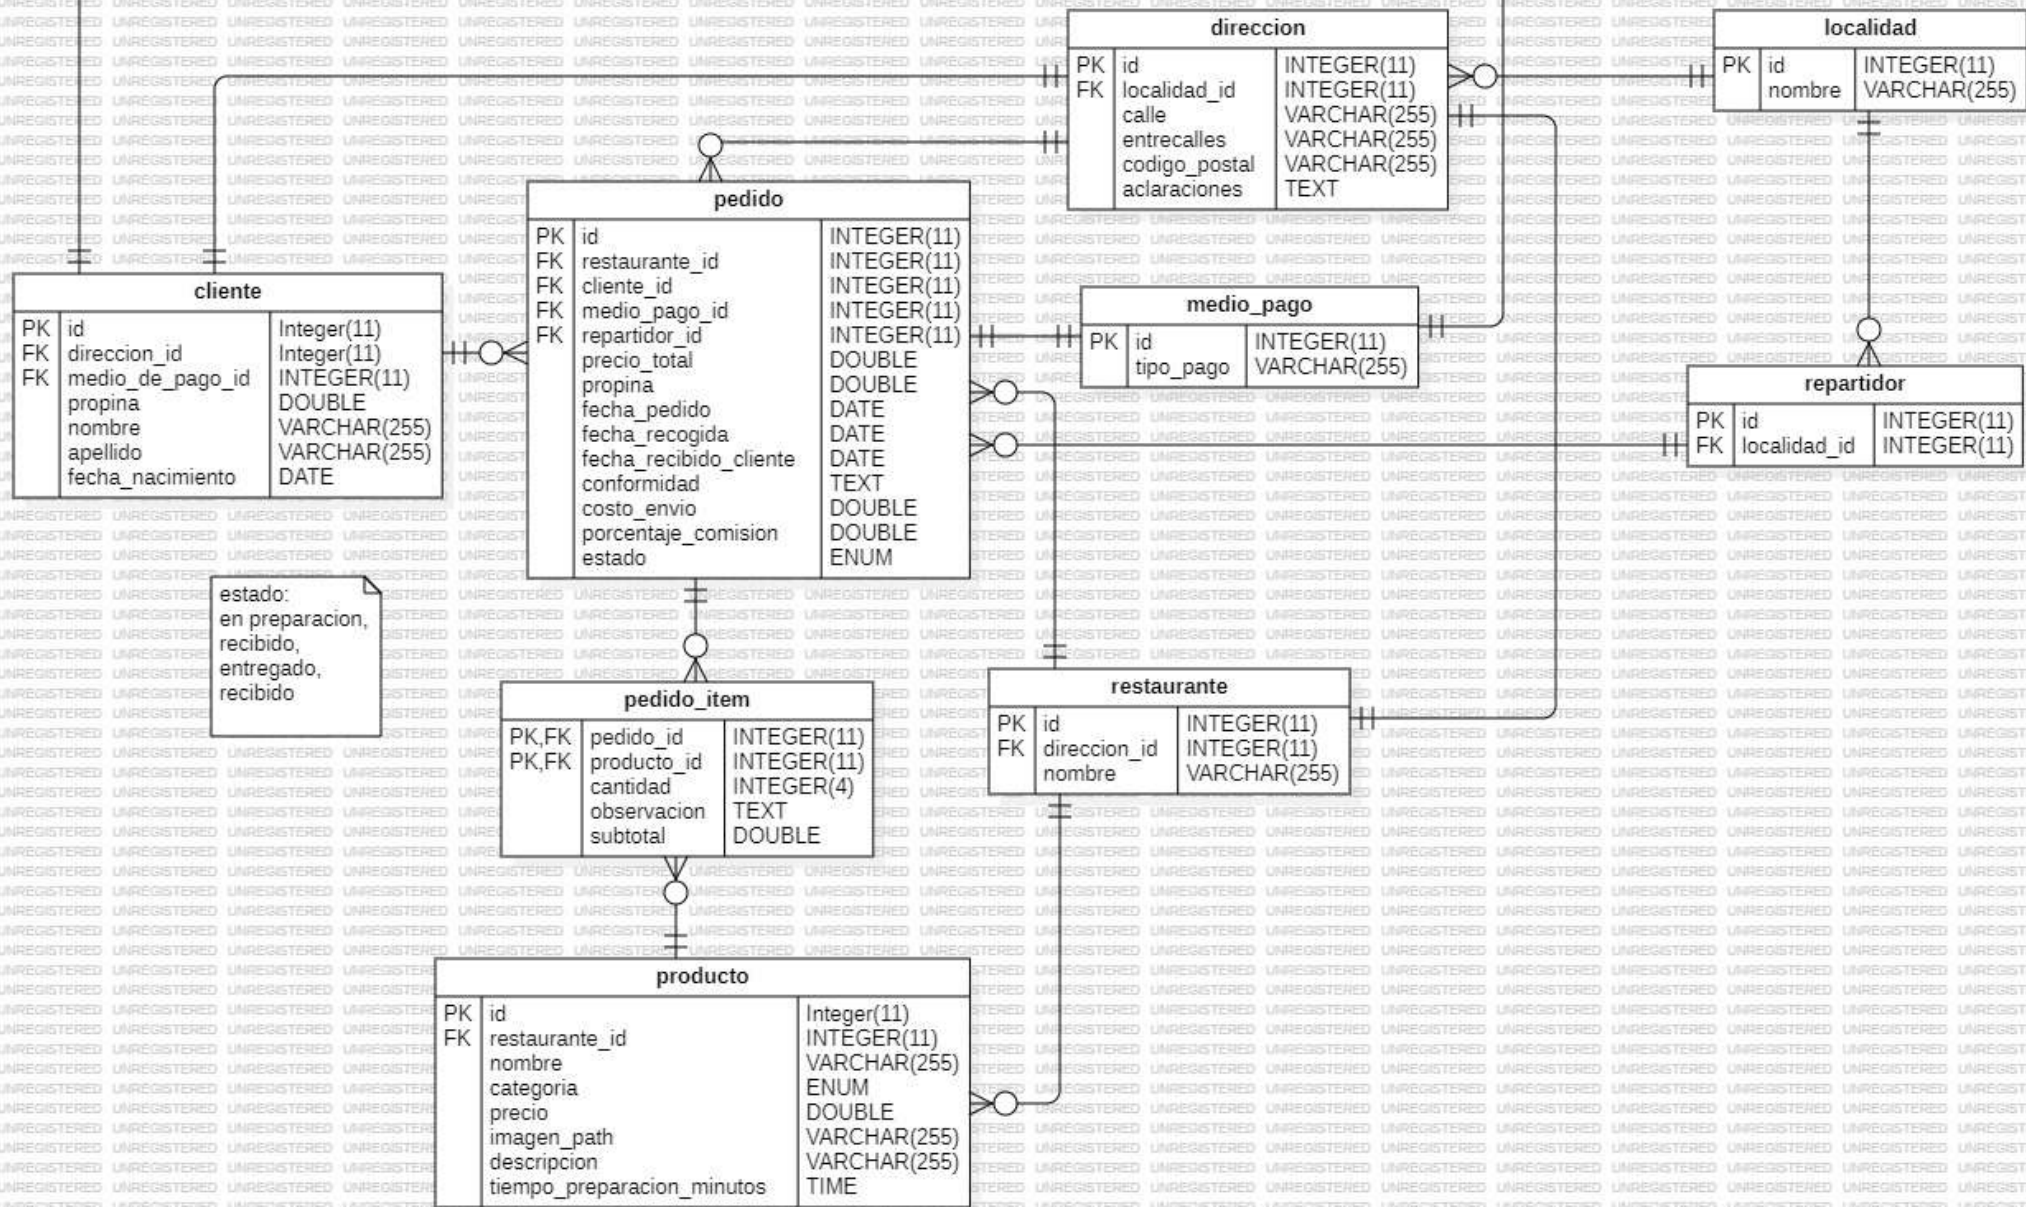 direccion
PK id INTEGER(11)
FK localidad_id INTEGER(11)
calle VARCHAR(255)
entrecalles VARCHAR(255)
codigo_postal VARCHAR(255)
aclaraciones TEXT
localidad
PK id INTEGER(11)
nombre VARCHAR(255)
pedido
PK id INTEGER(11)
FK restaurante_id INTEGER(11)
FK cliente_id INTEGER(11)
FK medio_pago_id INTEGER(11)
FK repartidor_id INTEGER(11)
precio_total DOUBLE
propina DOUBLE
fecha_pedido DATE
fecha_recogida DATE
fecha_recibido_cliente DATE
conformidad TEXT
costo_envio DOUBLE
porcentaje_comision DOUBLE
estado ENUM
cliente
PK id Integer(11)
FK direccion_id Integer(11)
FK medio_de_pago_id INTEGER(11)
propina DOUBLE
nombre VARCHAR(255)
apellido VARCHAR(255)
fecha_nacimiento DATE
medio_pago
PK id INTEGER(11)
tipo_pago VARCHAR(255)
repartidor
PK id INTEGER(11)
FK localidad_id INTEGER(11)
estado:
en preparacion,
recibido,
entregado,
recibido
pedido_item
PK,FK pedido_id INTEGER(11)
PK,FK producto_id INTEGER(11)
cantidad INTEGER(4)
observacion TEXT
subtotal DOUBLE
restaurante
PK id INTEGER(11)
FK direccion_id INTEGER(11)
nombre VARCHAR(255)
producto
PK id Integer(11)
FK restaurante_id INTEGER(11)
nombre VARCHAR(255)
categoria ENUM
precio DOUBLE
imagen_path VARCHAR(255)
descripcion VARCHAR(255)
tiempo_preparacion_minutos TIME
UNREGISTERED